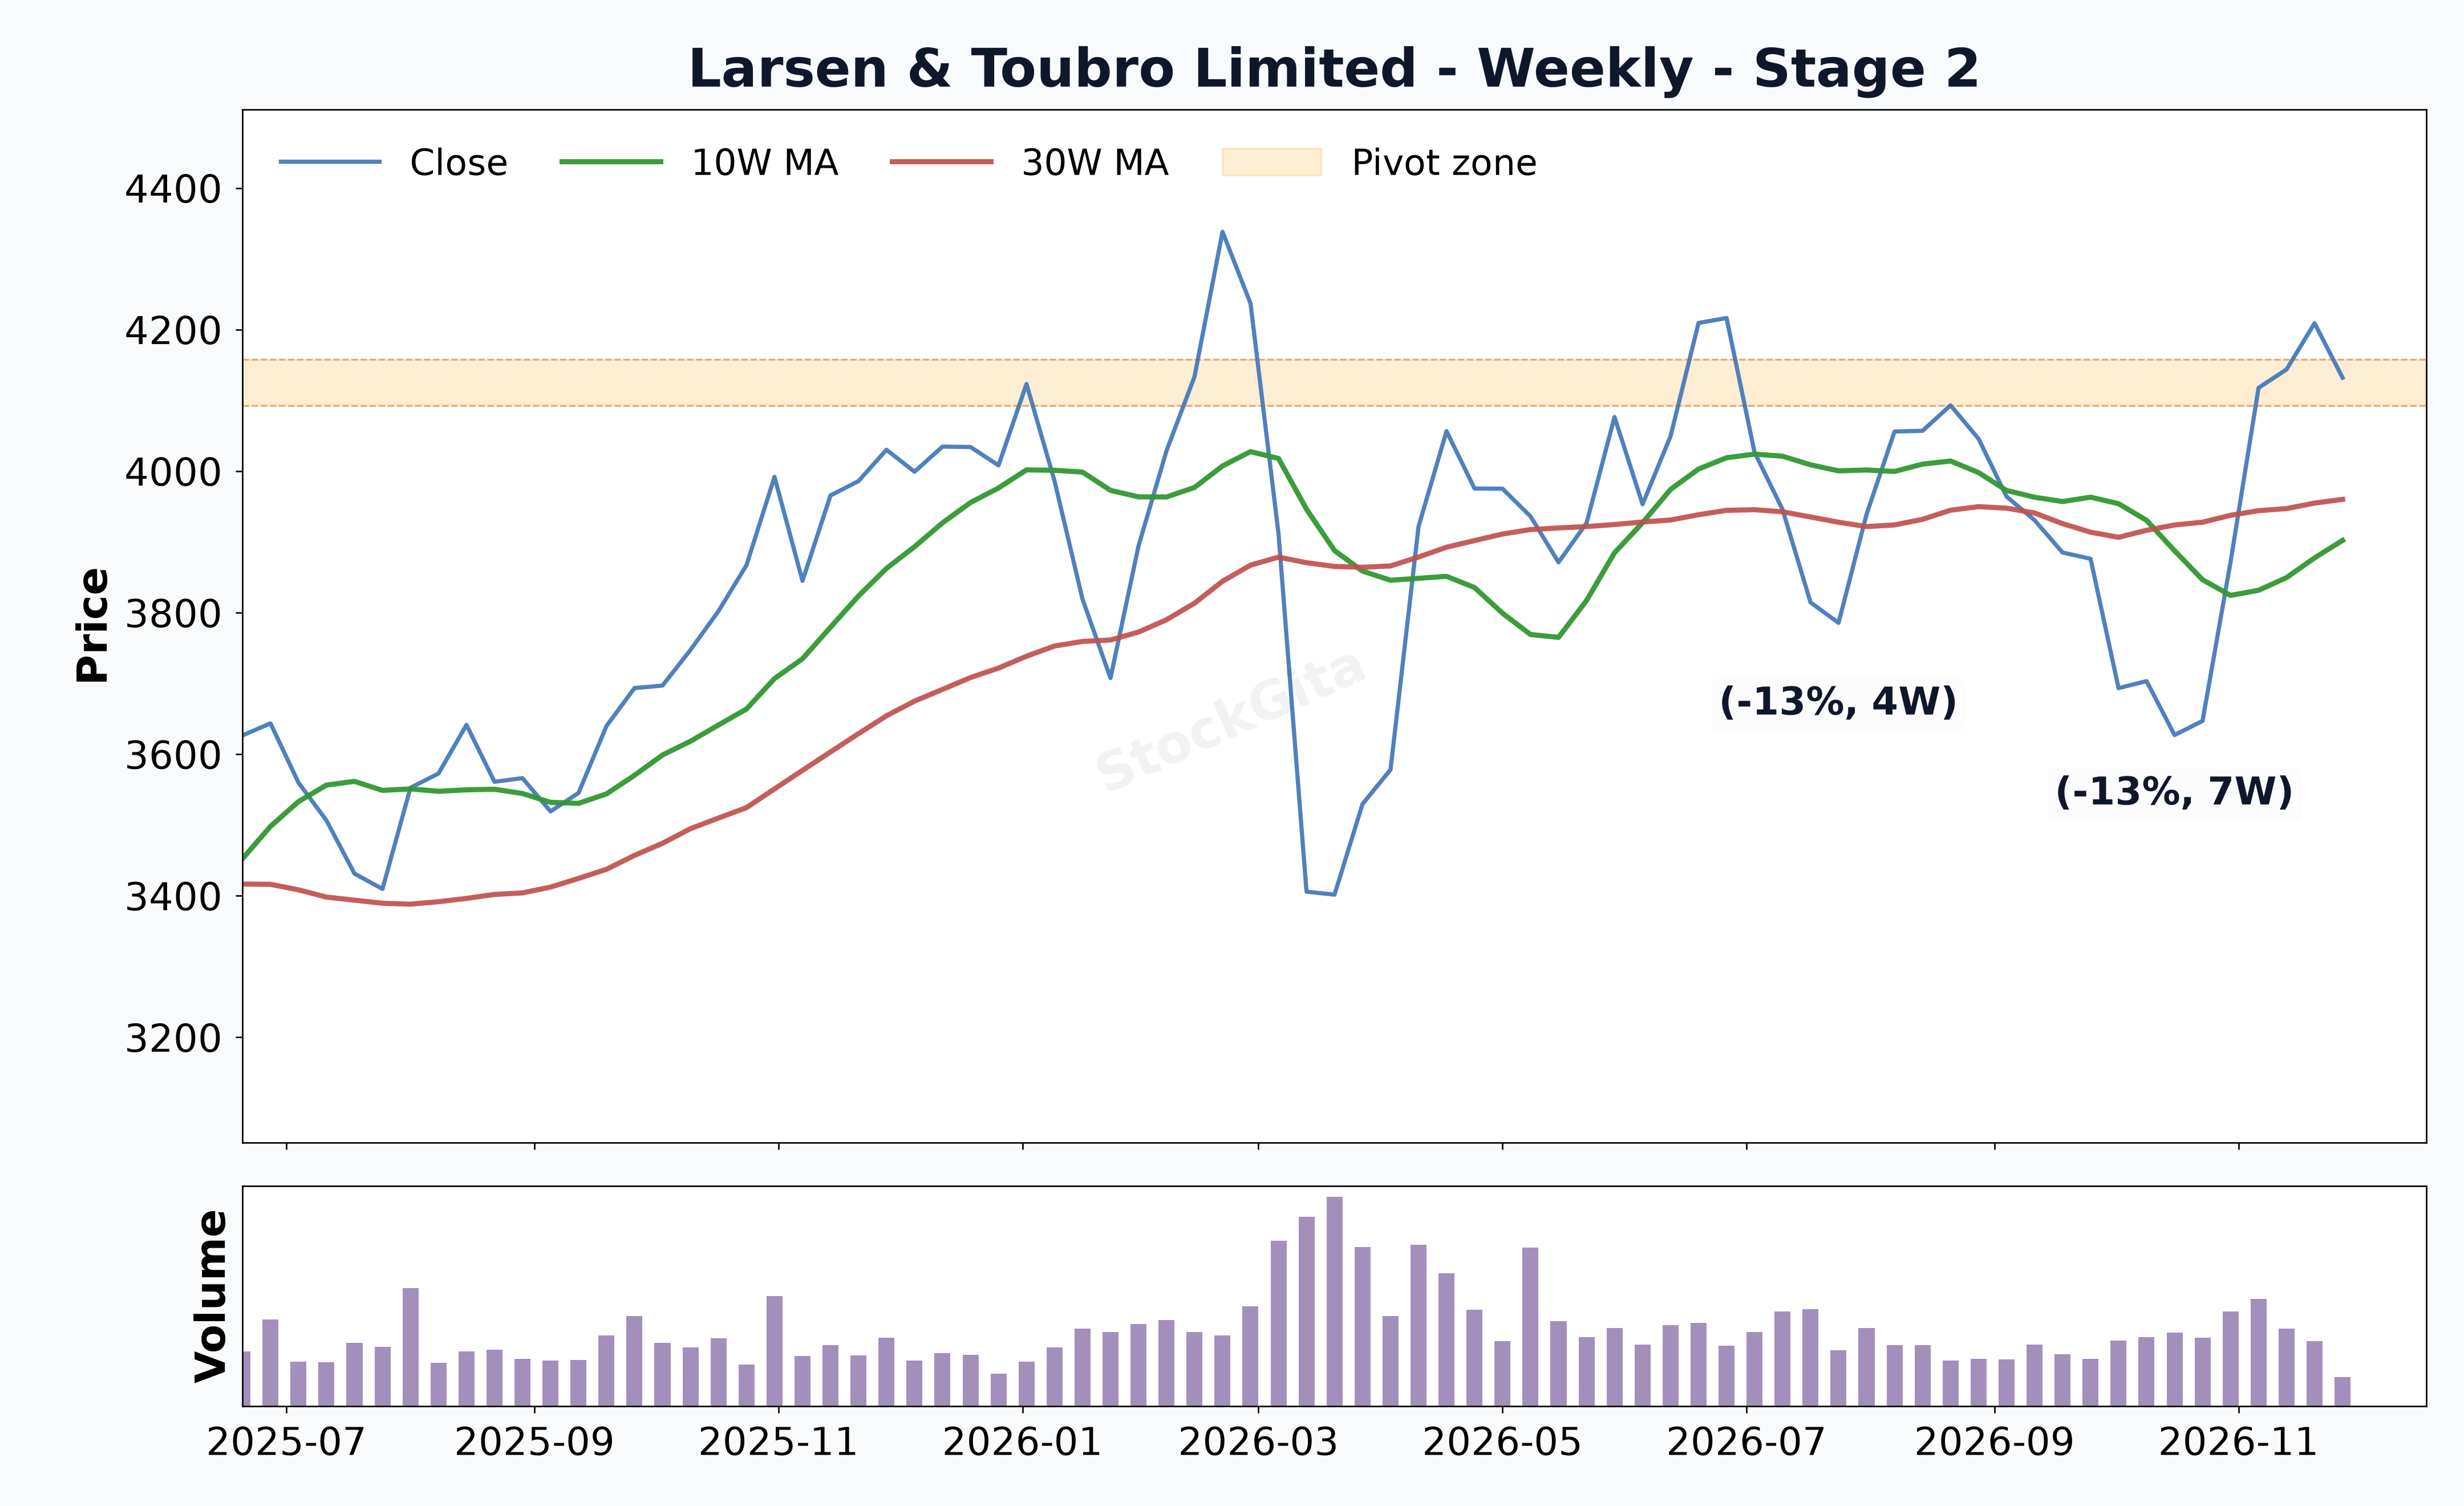 Larsen & Toubro Limited - Weekly - Stage 2
Close 10W MA 30W MA Pivot zone
4400
4200
4000
3800
3600
3400
3200
Price
StockGita
(-13%, 4W)
(-13%, 7W)
Volume
2025-07 2025-09 2025-11 2026-01 2026-03 2026-05 2026-07 2026-09 2026-11